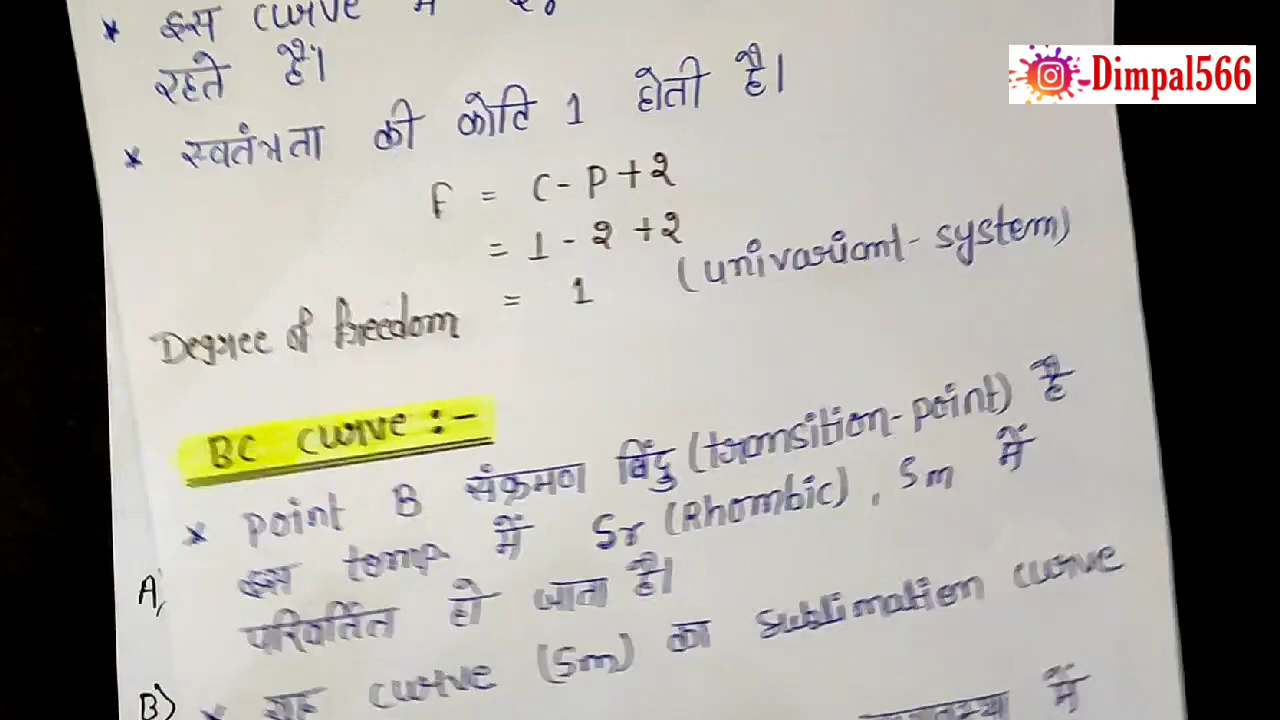 * इस curve में
रहते हैं।
-Dimpal566
* स्वतंत्रता की कोटि 1 होती है।
F = C-P+2
= 1-2+2
= 1 (univariant-system)
Degree of freedom
BC curve :-
* point B संक्रमण बिंदु (transition-point) है
A, इस temp. में Sr (Rhombic), Sm में
परिवर्तित हो जाता है।
B) * यह curve (Sm) का sublimation curve
में